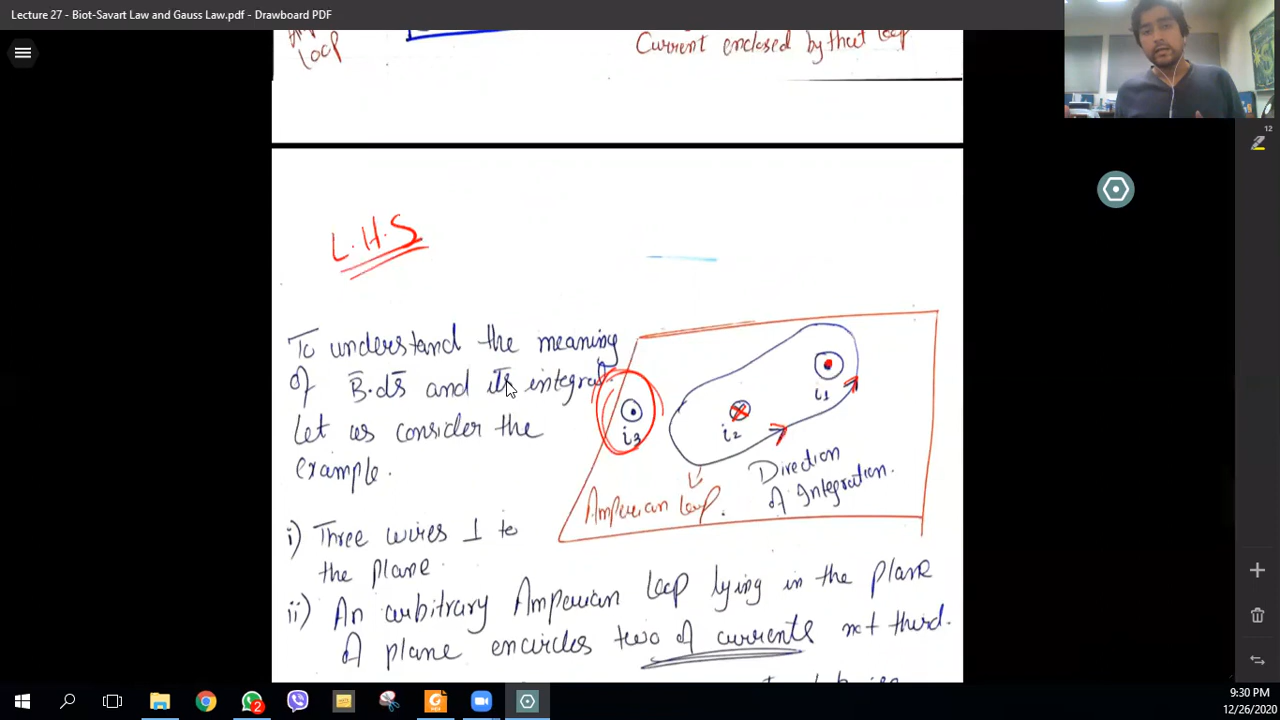 Lecture 27 - Biot-Savart Law and Gauss Law.pdf - Drawboard PDF
loop
Current enclosed by that loop
L.H.S
To understand the meaning
of B̄.ds̄ and its integral
Let us consider the
example.
i3
i2
i1
Amperian loop.
Direction
of Integration.
i) Three wires ⊥ to
the plane.
ii) An arbitrary Amperian loop lying in the plane
of plane encircles two of currents not third.
12
2
9:30 PM
12/26/2020